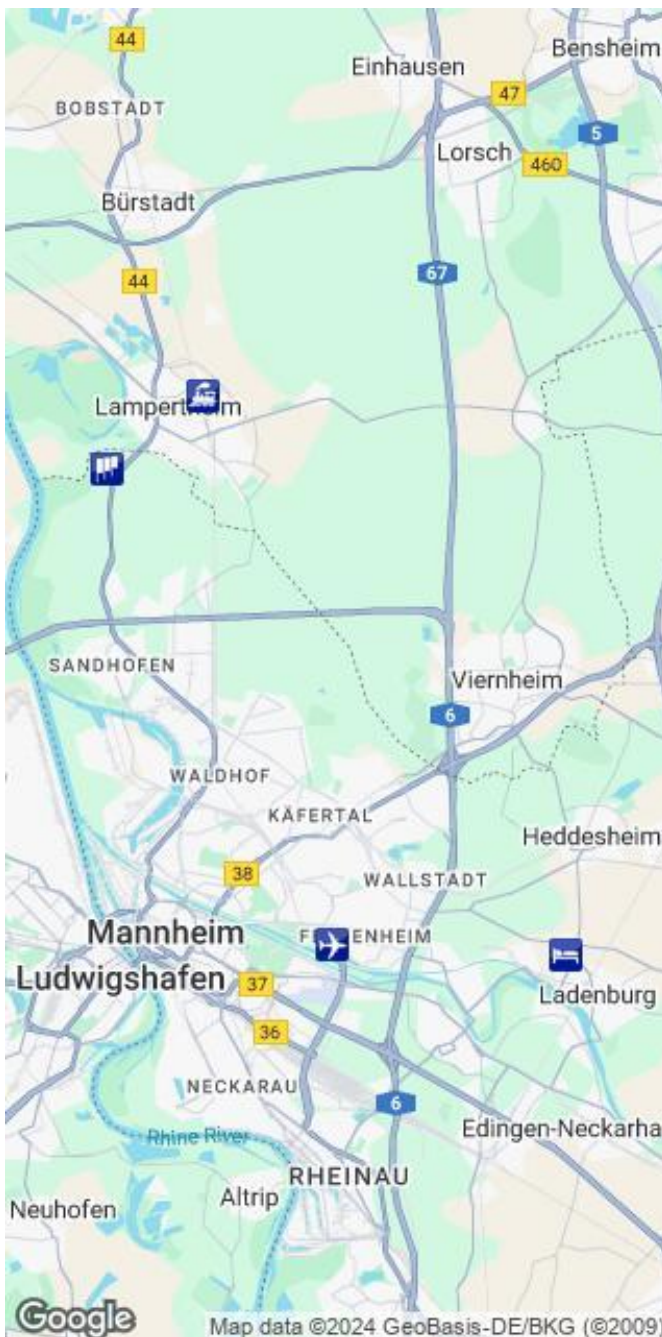 44
Einhausen
Bensheim
47
BOBSTADT
5
Lorsch
460
Bürstadt
67
44
Lampertheim
SANDHOFEN
Viernheim
6
WALDHOF
KÄFERTAL
Heddesheim
38
WALLSTADT
Mannheim
Ludwigshafen
37
Ladenburg
36
NECKARAU
6
Edingen-Neckarha
Rhine River
RHEINAU
Altrip
Neuhofen
Google
Map data ©2024 GeoBasis-DE/BKG (©2009)